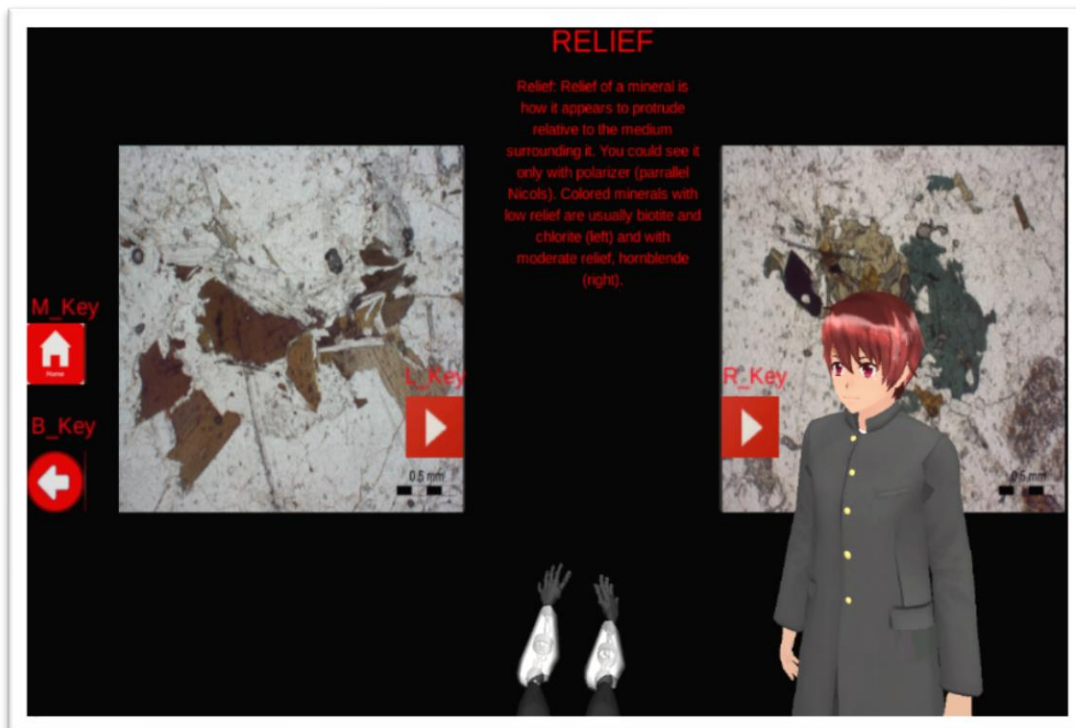 RELIEF
Relief: Relief of a mineral is
how it appears to protrude
relative to the medium
surrounding it. You could see it
only with polarizer (parrallel
Nicols). Colored minerals with
low relief are usually biotite and
chlorite (left) and with
moderate relief, hornblende
(right).
M_Key
Home
B_Key
L_Key
0.5 mm
R_Key
0.5 mm